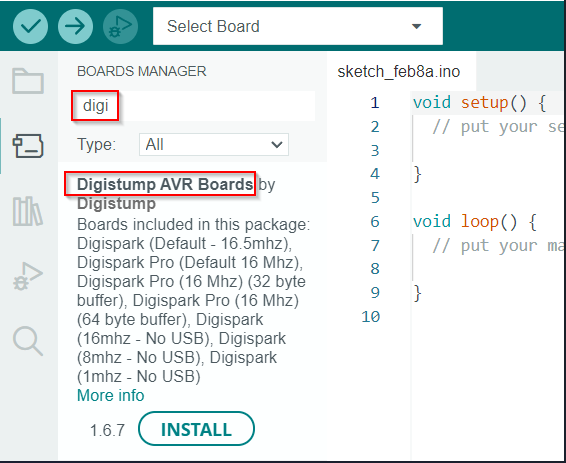 Select Board
BOARDS MANAGER
digi
Type: All
Digistump AVR Boards by
Digistump
Boards included in this package:
Digispark (Default - 16.5mhz),
Digispark Pro (Default 16 Mhz),
Digispark Pro (16 Mhz) (32 byte
buffer), Digispark Pro (16 Mhz)
(64 byte buffer), Digispark
(16mhz - No USB), Digispark
(8mhz - No USB), Digispark
(1mhz - No USB)
More info
1.6.7 INSTALL
sketch_feb8a.ino
1 void setup() {
2 // put your se
3
4 }
5
6 void loop() {
7 // put your ma
8
9 }
10